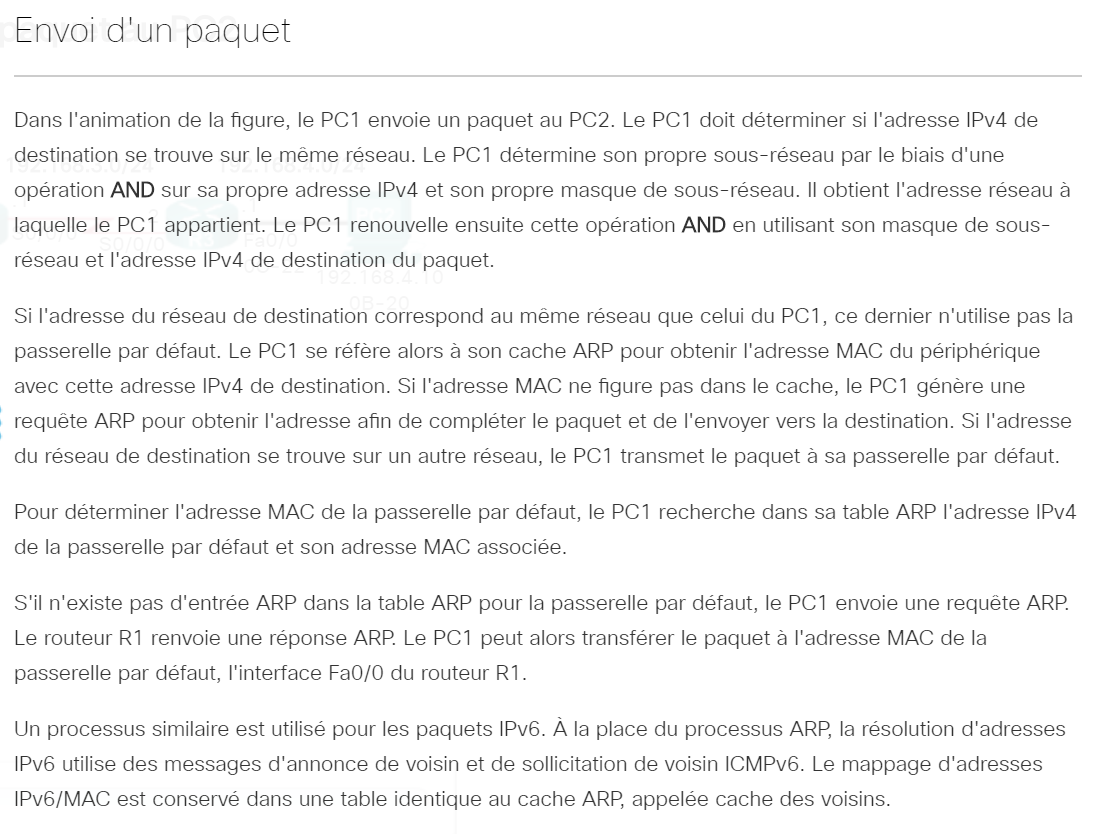 Envoi d'un paquet
Dans l'animation de la figure, le PC1 envoie un paquet au PC2. Le PC1 doit déterminer si l'adresse IPv4 de
destination se trouve sur le même réseau. Le PC1 détermine son propre sous-réseau par le biais d'une
opération AND sur sa propre adresse IPv4 et son propre masque de sous-réseau. Il obtient l'adresse réseau à
laquelle le PC1 appartient. Le PC1 renouvelle ensuite cette opération AND en utilisant son masque de sous-
réseau et l'adresse IPv4 de destination du paquet.
192.168.4.10
0B-20
Si l'adresse du réseau de destination correspond au même réseau que celui du PC1, ce dernier n'utilise pas la
passerelle par défaut. Le PC1 se réfère alors à son cache ARP pour obtenir l'adresse MAC du périphérique
avec cette adresse IPv4 de destination. Si l'adresse MAC ne figure pas dans le cache, le PC1 génère une
requête ARP pour obtenir l'adresse afin de compléter le paquet et de l'envoyer vers la destination. Si l'adresse
du réseau de destination se trouve sur un autre réseau, le PC1 transmet le paquet à sa passerelle par défaut.
Pour déterminer l'adresse MAC de la passerelle par défaut, le PC1 recherche dans sa table ARP l'adresse IPv4
de la passerelle par défaut et son adresse MAC associée.
S'il n'existe pas d'entrée ARP dans la table ARP pour la passerelle par défaut, le PC1 envoie une requête ARP.
Le routeur R1 renvoie une réponse ARP. Le PC1 peut alors transférer le paquet à l'adresse MAC de la
passerelle par défaut, l'interface Fa0/0 du routeur R1.
Un processus similaire est utilisé pour les paquets IPv6. À la place du processus ARP, la résolution d'adresses
IPv6 utilise des messages d'annonce de voisin et de sollicitation de voisin ICMPv6. Le mappage d'adresses
IPv6/MAC est conservé dans une table identique au cache ARP, appelée cache des voisins.